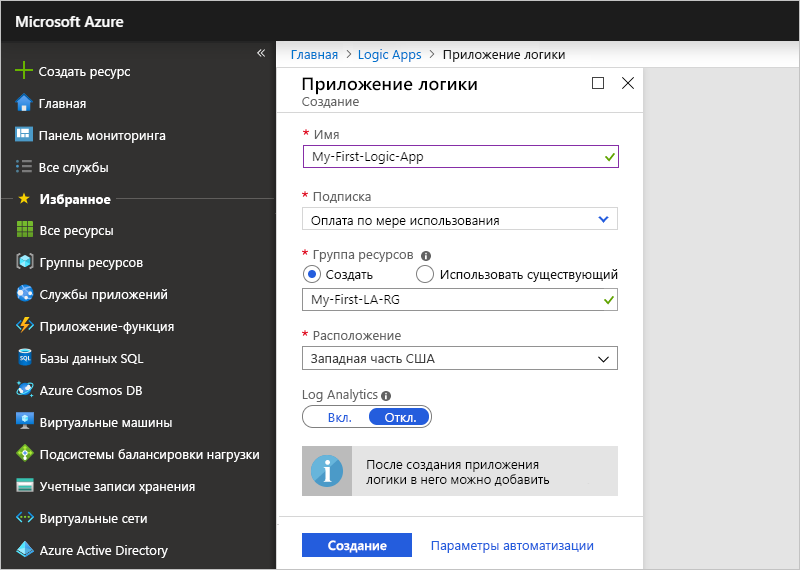 Microsoft Azure
«
Создать ресурс
Главная
Панель мониторинга
Все службы
Избранное
Все ресурсы
Группы ресурсов
Службы приложений
Приложение-функция
Базы данных SQL
Azure Cosmos DB
Виртуальные машины
Подсистемы балансировки нагрузки
Учетные записи хранения
Виртуальные сети
Azure Active Directory
Главная > Logic Apps > Приложение логики
Приложение логики
Создание
* Имя
My-First-Logic-App
* Подписка
Оплата по мере использования
* Группа ресурсов
Создать Использовать существующий
My-First-LA-RG
* Расположение
Западная часть США
Log Analytics
Вкл. Откл.
После создания приложения
логики в него можно добавить
Создание Параметры автоматизации